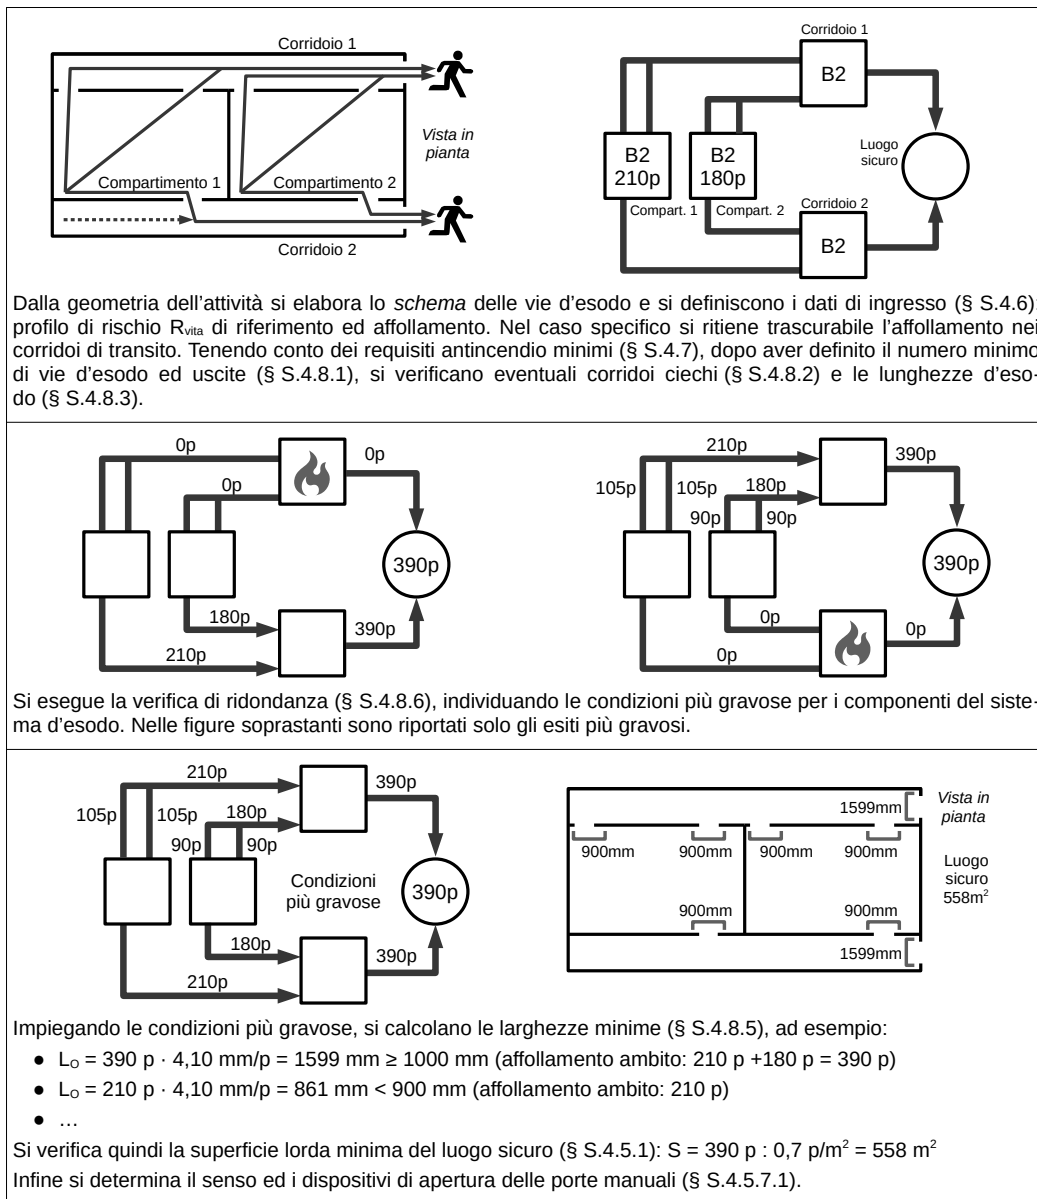 Corridoio 1
Vista in
pianta
Compartimento 1
Compartimento 2
Corridoio 2
Corridoio 1
B2
B2
210p
B2
180p
Luogo
sicuro
Compart. 1
Compart. 2
Corridoio 2
B2
Dalla geometria dell'attività si elabora lo schema delle vie d'esodo e si definiscono i dati di ingresso (§ S.4.6):
profilo di rischio Rvita di riferimento ed affollamento. Nel caso specifico si ritiene trascurabile l'affollamento nei
corridoi di transito. Tenendo conto dei requisiti antincendio minimi (§ S.4.7), dopo aver definito il numero minimo
di vie d'esodo ed uscite (§ S.4.8.1), si verificano eventuali corridoi ciechi (§ S.4.8.2) e le lunghezze d'eso-
do (§ S.4.8.3).
0p
0p
0p
390p
180p
390p
210p
210p
390p
105p
105p
180p
90p
90p
390p
0p
0p
0p
Si esegue la verifica di ridondanza (§ S.4.8.6), individuando le condizioni più gravose per i componenti del siste-
ma d'esodo. Nelle figure soprastanti sono riportati solo gli esiti più gravosi.
210p
390p
105p
105p
180p
90p
90p
Condizioni
più gravose
390p
180p
390p
210p
1599mm
Vista in
pianta
900mm
900mm
900mm
900mm
Luogo
sicuro
558m²
900mm
900mm
1599mm
Impiegando le condizioni più gravose, si calcolano le larghezze minime (§ S.4.8.5), ad esempio:
● LO = 390 p · 4,10 mm/p = 1599 mm ≥ 1000 mm (affollamento ambito: 210 p +180 p = 390 p)
● LO = 210 p · 4,10 mm/p = 861 mm < 900 mm (affollamento ambito: 210 p)
● …
Si verifica quindi la superficie lorda minima del luogo sicuro (§ S.4.5.1): S = 390 p : 0,7 p/m² = 558 m²
Infine si determina il senso ed i dispositivi di apertura delle porte manuali (§ S.4.5.7.1).